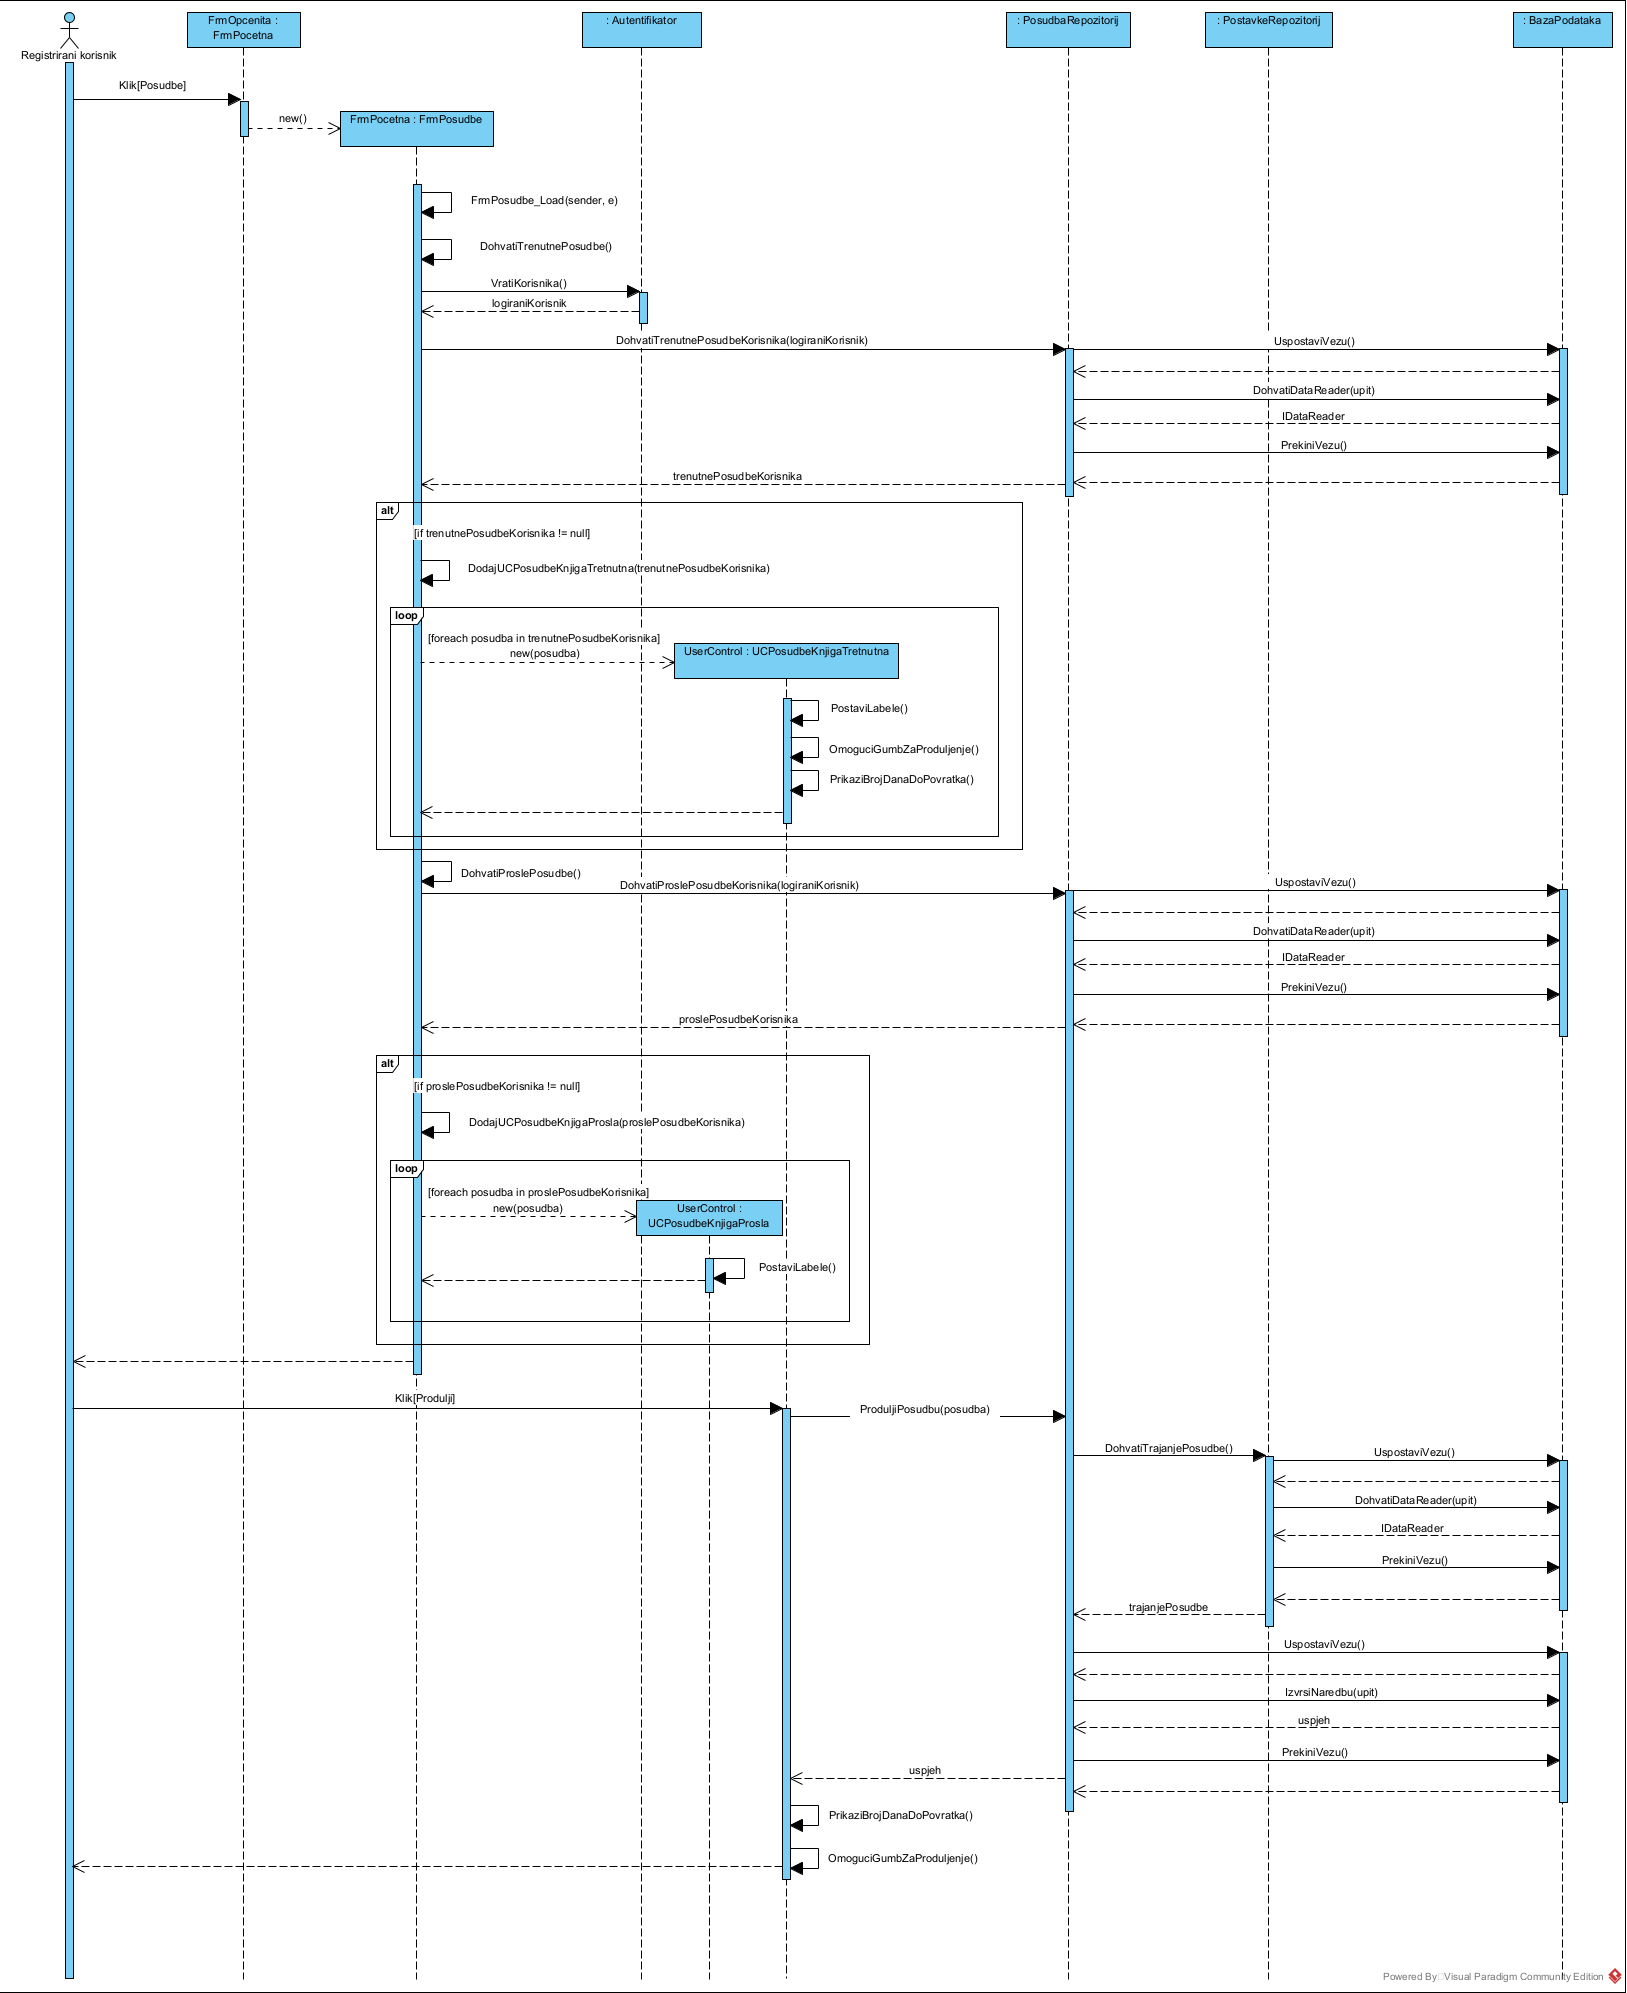 Registrirani korisnik
FrmOpcenita :
FrmPocetna
: Autentifikator
: PosudbaRepozitorij
: PostavkeRepozitorij
: BazaPodataka
Klik[Posudbe]
new()
FrmPocetna : FrmPosudbe
FrmPosudbe_Load(sender, e)
DohvatiTrenutnePosudbe()
VratiKorisnika()
logiraniKorisnik
DohvatiTrenutnePosudbeKorisnika(logiraniKorisnik)
UspostaviVezu()
DohvatiDataReader(upit)
IDataReader
PrekiniVezu()
trenutnePosudbeKorisnika
alt
[if trenutnePosudbeKorisnika != null]
DodajUCPosudbeKnjigaTretnutna(trenutnePosudbeKorisnika)
loop
[foreach posudba in trenutnePosudbeKorisnika]
new(posudba)
UserControl : UCPosudbeKnjigaTretnutna
PostaviLabele()
OmoguciGumbZaProduljenje()
PrikaziBrojDanaDoPovratka()
DohvatiProslePosudbe()
DohvatiProslePosudbeKorisnika(logiraniKorisnik)
UspostaviVezu()
DohvatiDataReader(upit)
IDataReader
PrekiniVezu()
proslePosudbeKorisnika
alt
[if proslePosudbeKorisnika != null]
DodajUCPosudbeKnjigaProsla(proslePosudbeKorisnika)
loop
[foreach posudba in proslePosudbeKorisnika]
new(posudba)
UserControl :
UCPosudbeKnjigaProsla
PostaviLabele()
Klik[Produlji]
ProduljiPosudbu(posudba)
DohvatiTrajanjePosudbe()
UspostaviVezu()
DohvatiDataReader(upit)
IDataReader
PrekiniVezu()
trajanjePosudbe
UspostaviVezu()
IzvrsiNaredbu(upit)
uspjeh
PrekiniVezu()
uspjeh
PrikaziBrojDanaDoPovratka()
OmoguciGumbZaProduljenje()
Powered By Visual Paradigm Community Edition